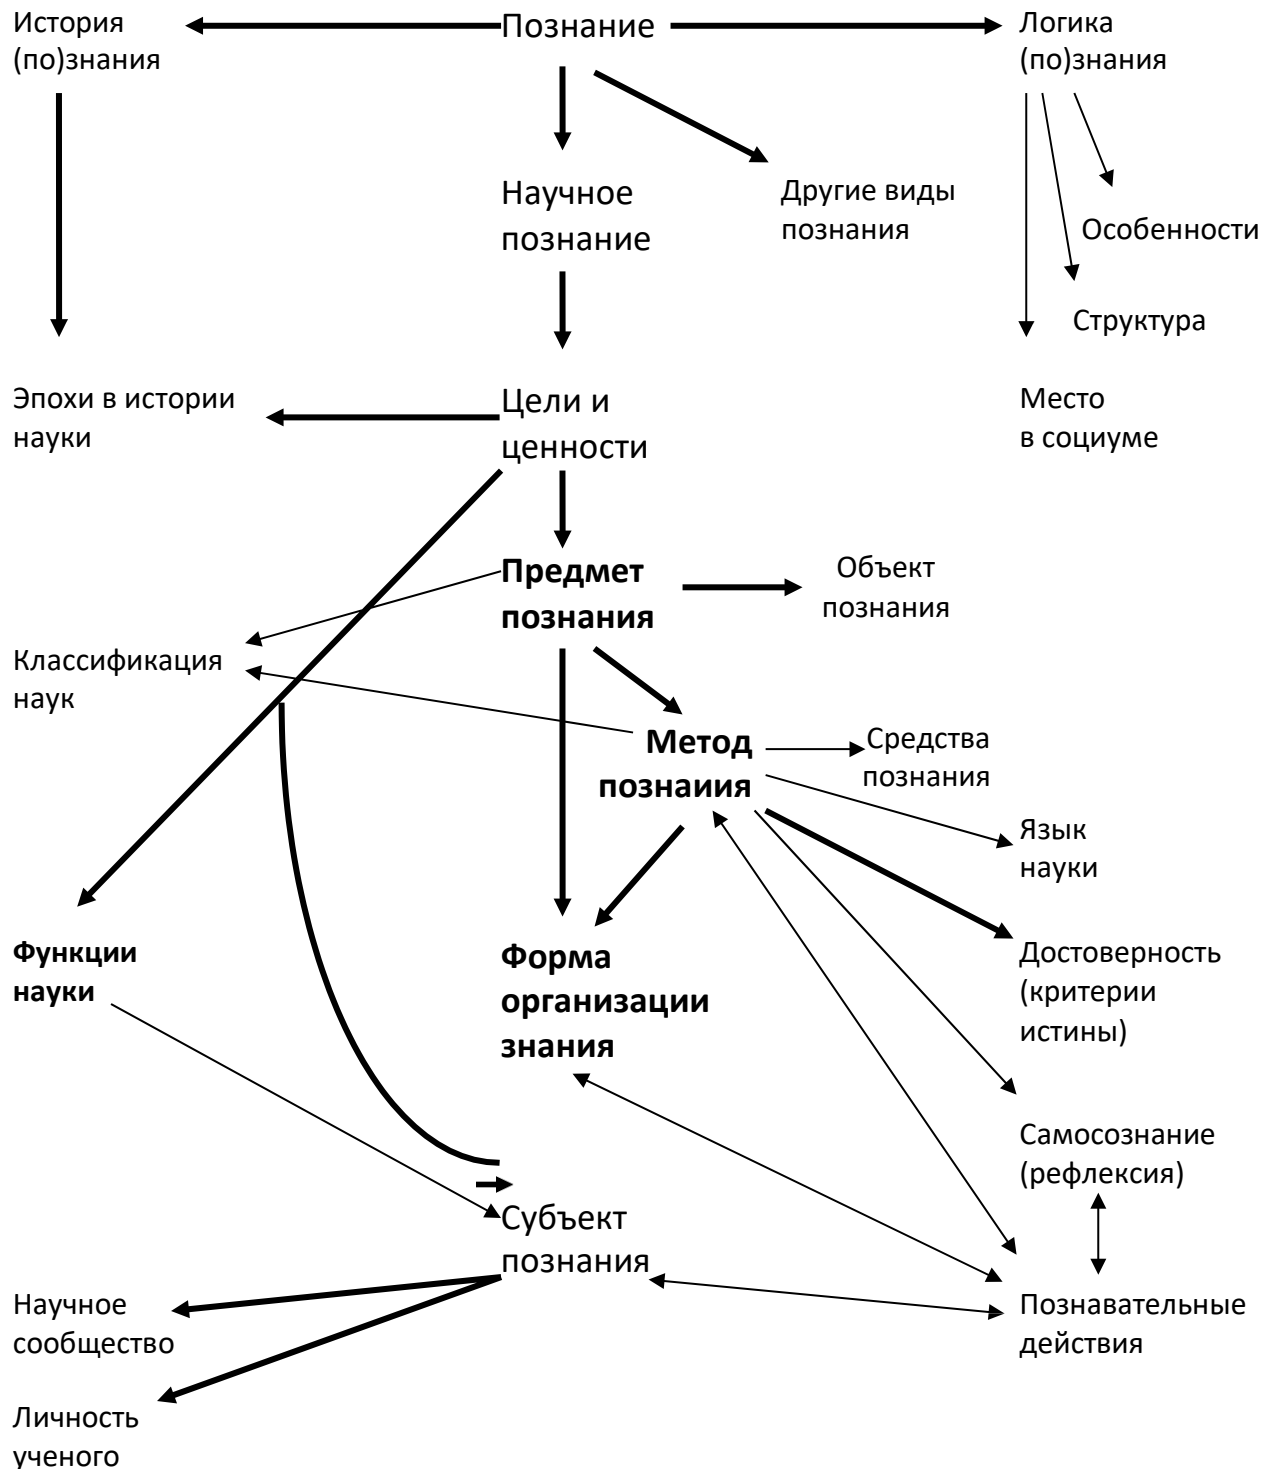 История
(по)знания
Познание
Логика
(по)знания
Научное
познание
Другие виды
познания
Особенности
Структура
Эпохи в истории
науки
Цели и
ценности
Место
в социуме
Предмет
познания
Объект
познания
Классификация
наук
Метод
познаиия
Средства
познания
Язык
науки
Функции
науки
Форма
организации
знания
Достоверность
(критерии
истины)
Самосознание
(рефлексия)
Субъект
познания
Научное
сообщество
Познавательные
действия
Личность
ученого